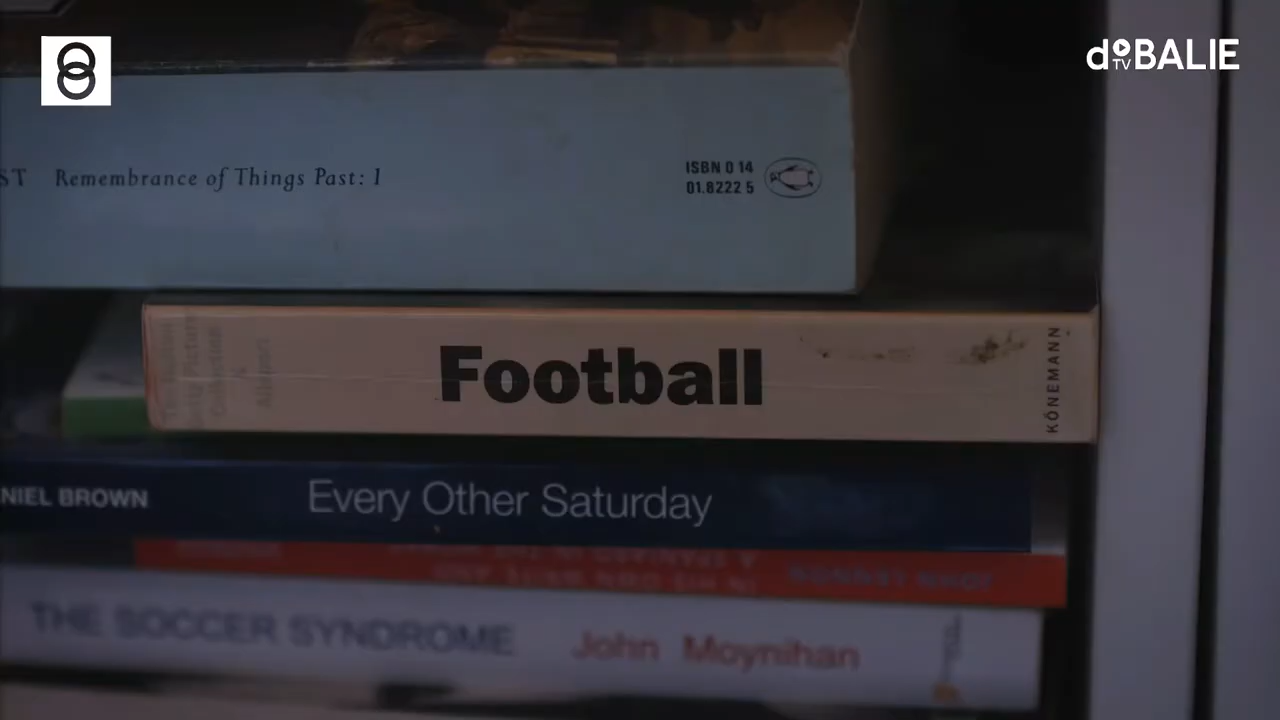 doBALIE
TV
ST Remembrance of Things Past: 1
ISBN 0 14
01.8222 5
Football
KÖNEMANN
NIEL BROWN Every Other Saturday
THE SOCCER SYNDROME John Moynihan